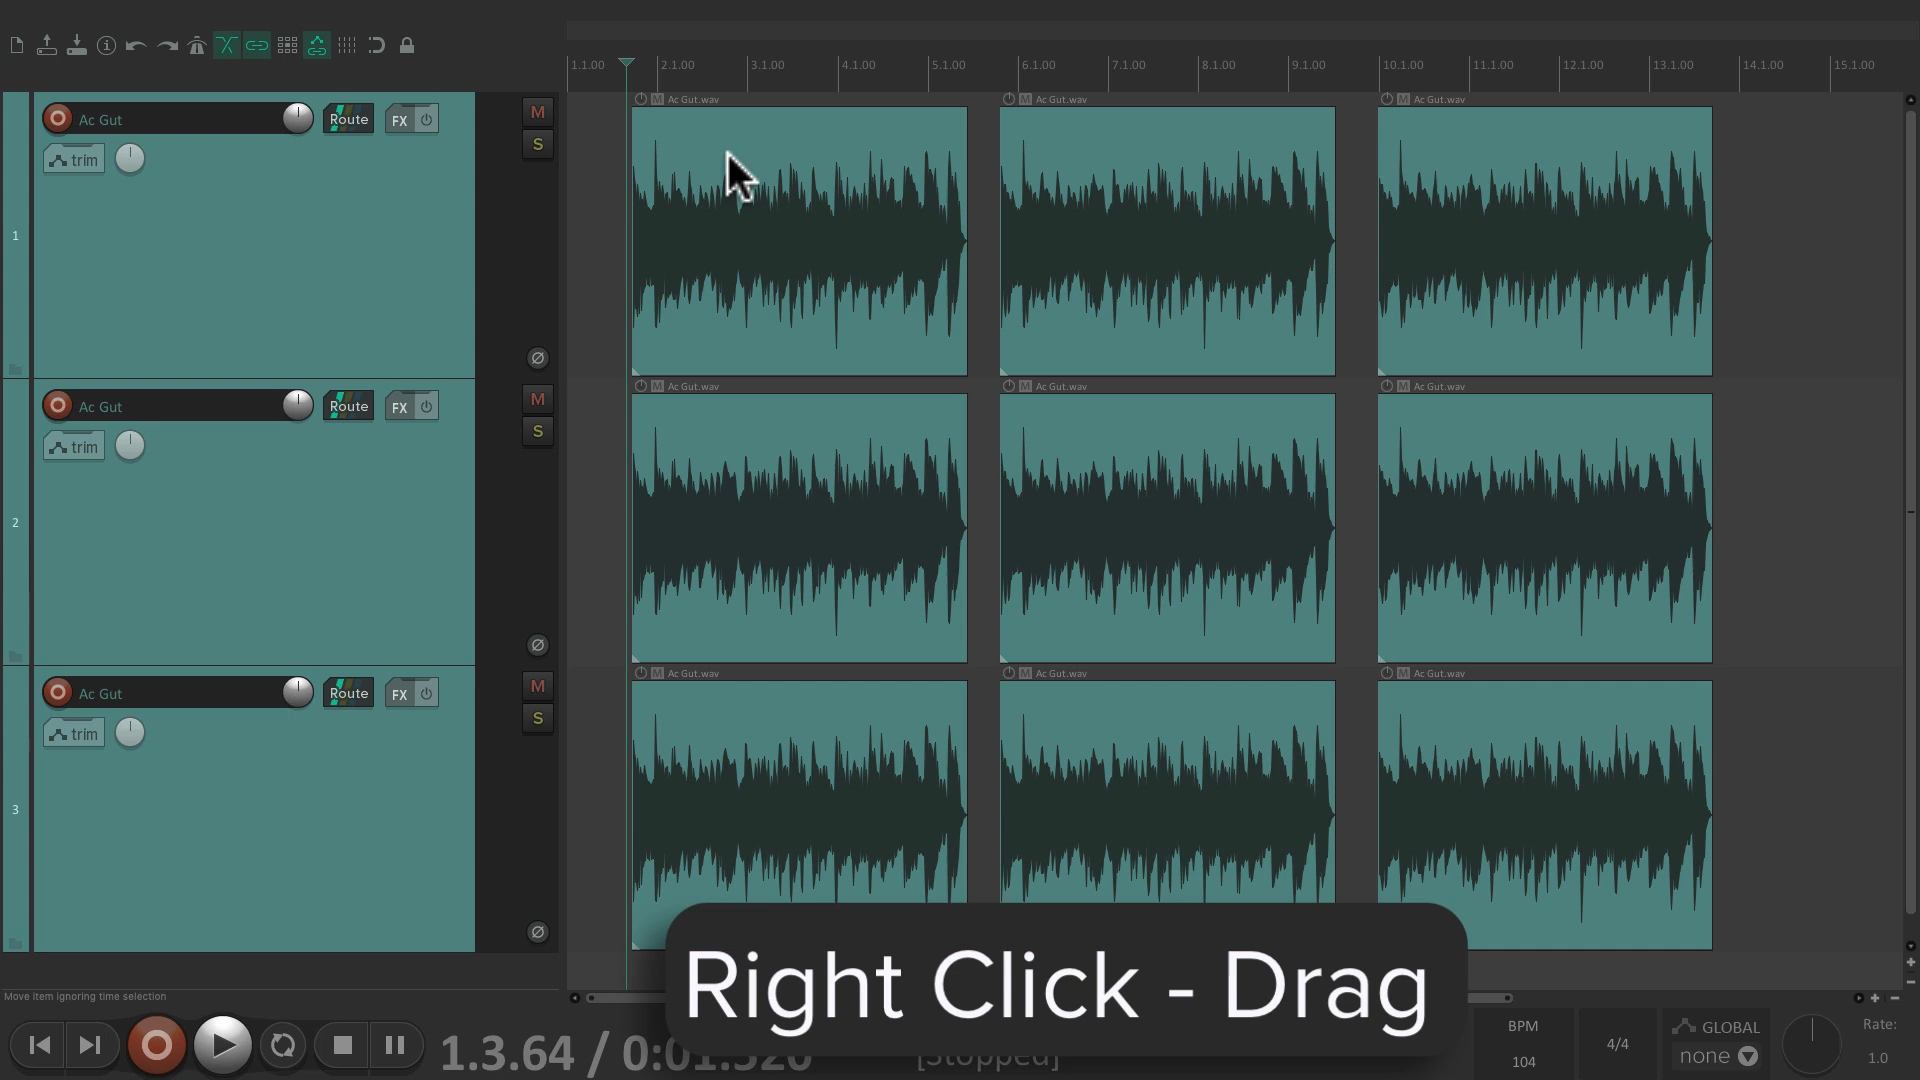 1.1.00 2.1.00 3.1.00 4.1.00 5.1.00 6.1.00 7.1.00 8.1.00 9.1.00 10.1.00 11.1.00 12.1.00 13.1.00 14.1.00 15.1.00
M Ac Gut.wav M Ac Gut.wav M Ac Gut.wav
Ac Gut Route FX M
trim S
1
M Ac Gut.wav M Ac Gut.wav M Ac Gut.wav
Ac Gut Route FX M
trim S
2
M Ac Gut.wav M Ac Gut.wav M Ac Gut.wav
Ac Gut Route FX M
trim S
3
Right Click - Drag
Move item ignoring time selection
1.3.64 / 0:01.520
[Stopped]
BPM
104
4/4
GLOBAL
none
Rate:
1.0